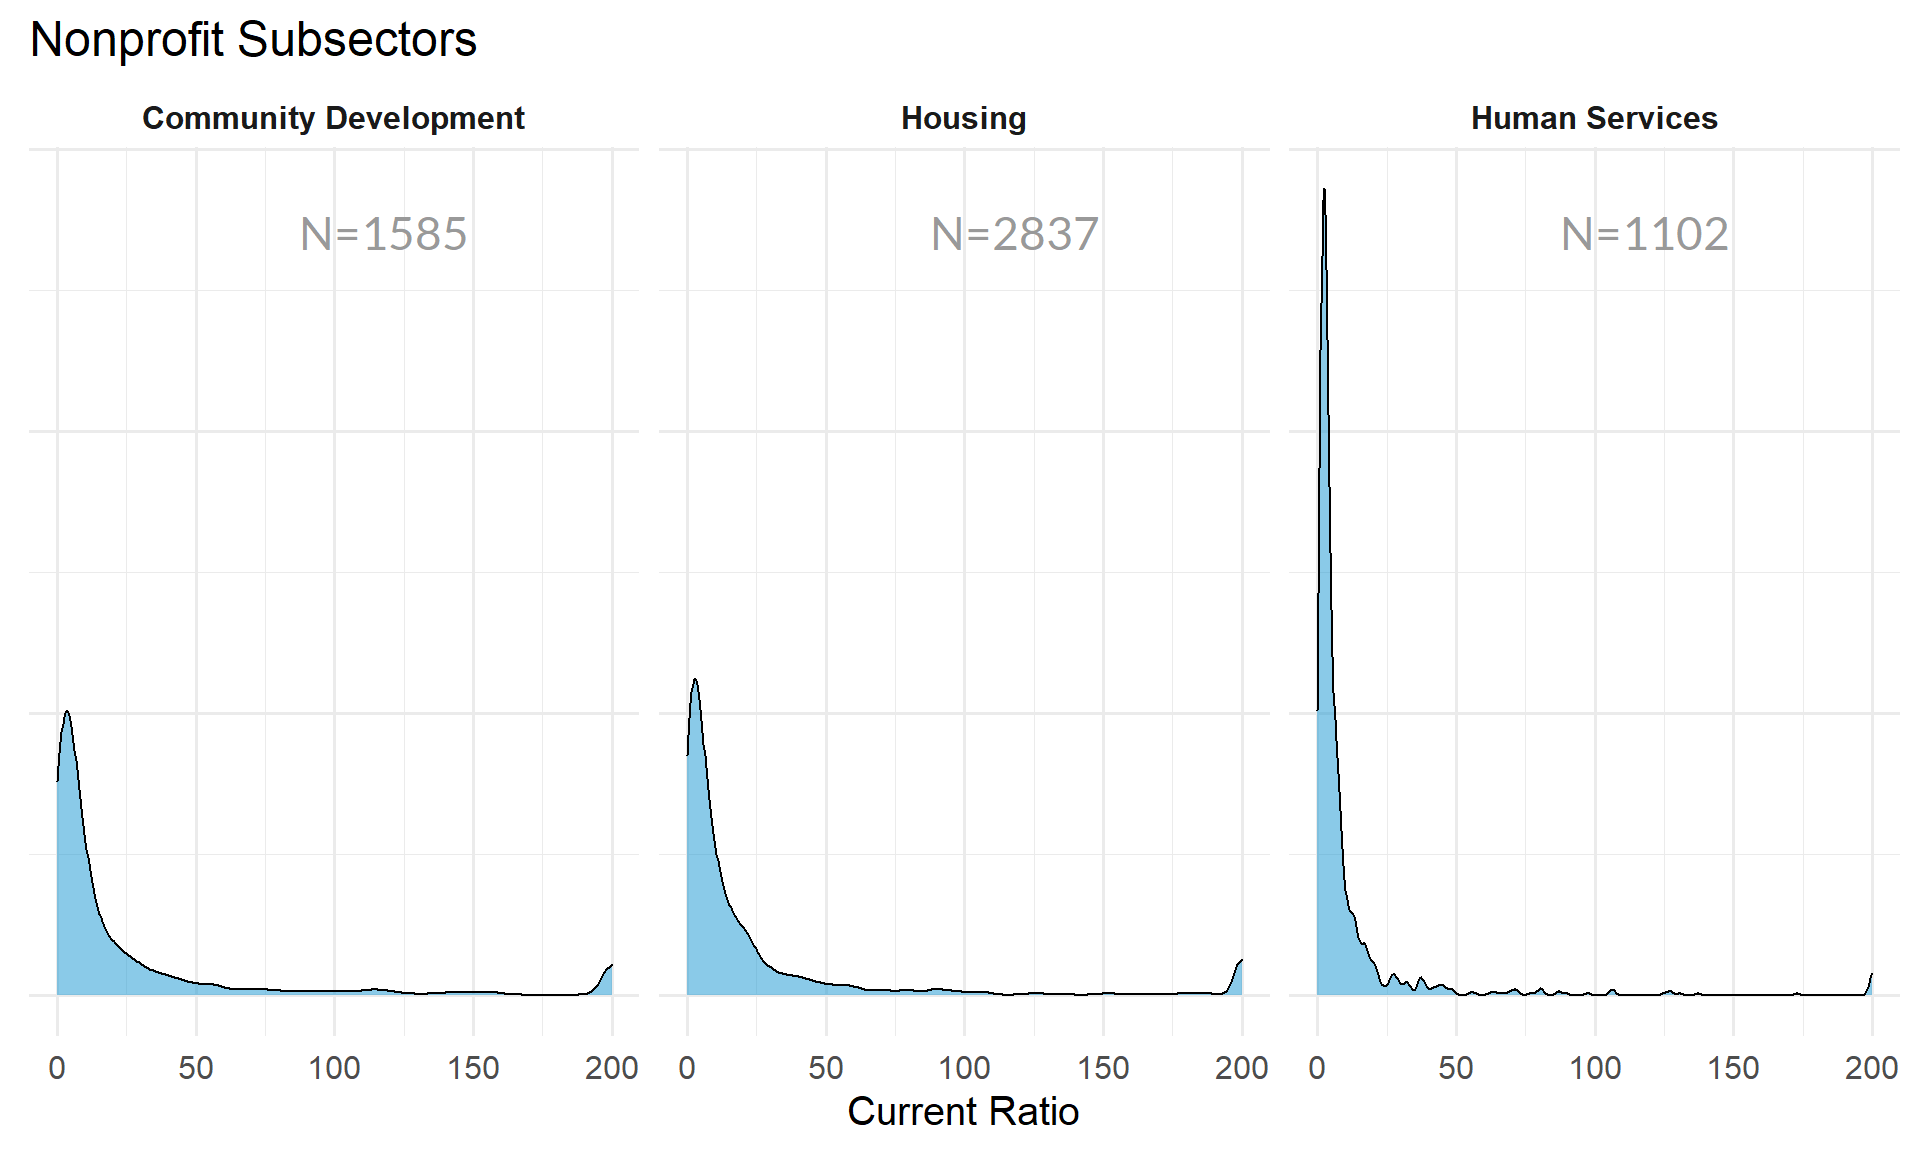 Nonprofit Subsectors
Community Development Housing Human Services
N=1585 N=2837 N=1102
0 50 100 150 200 0 50 100 150 200 0 50 100 150 200
Current Ratio